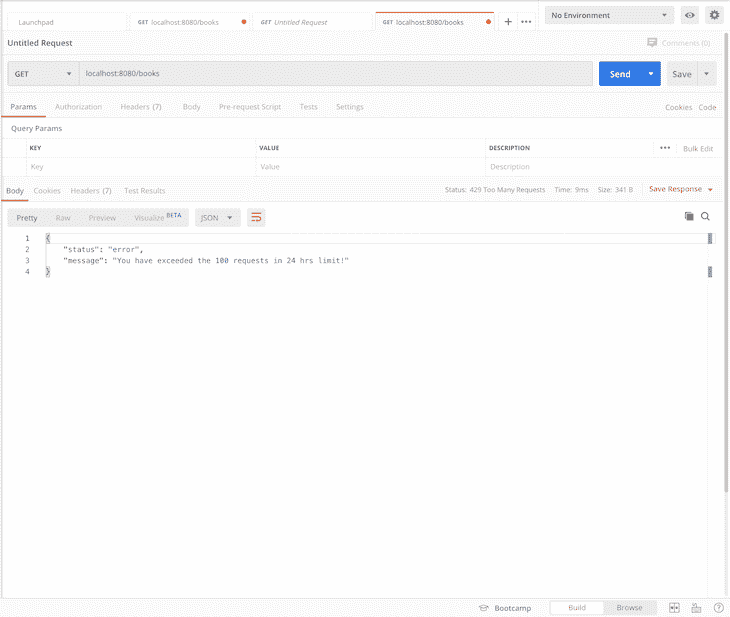 Launchpad GET localhost:8080/books GET Untitled Request GET localhost:8080/books + ••• No Environment
Untitled Request Comments (0)
GET localhost:8080/books Send Save
Params Authorization Headers (7) Body Pre-request Script Tests Settings Cookies Code
Query Params
KEY VALUE DESCRIPTION ••• Bulk Edit
Key Value Description
Body Cookies Headers (7) Test Results Status: 429 Too Many Requests Time: 9ms Size: 341 B Save Response
Pretty Raw Preview Visualize BETA JSON
1 {
2 "status": "error",
3 "message": "You have exceeded the 100 requests in 24 hrs limit!"
4 }
Bootcamp Build Browse ?